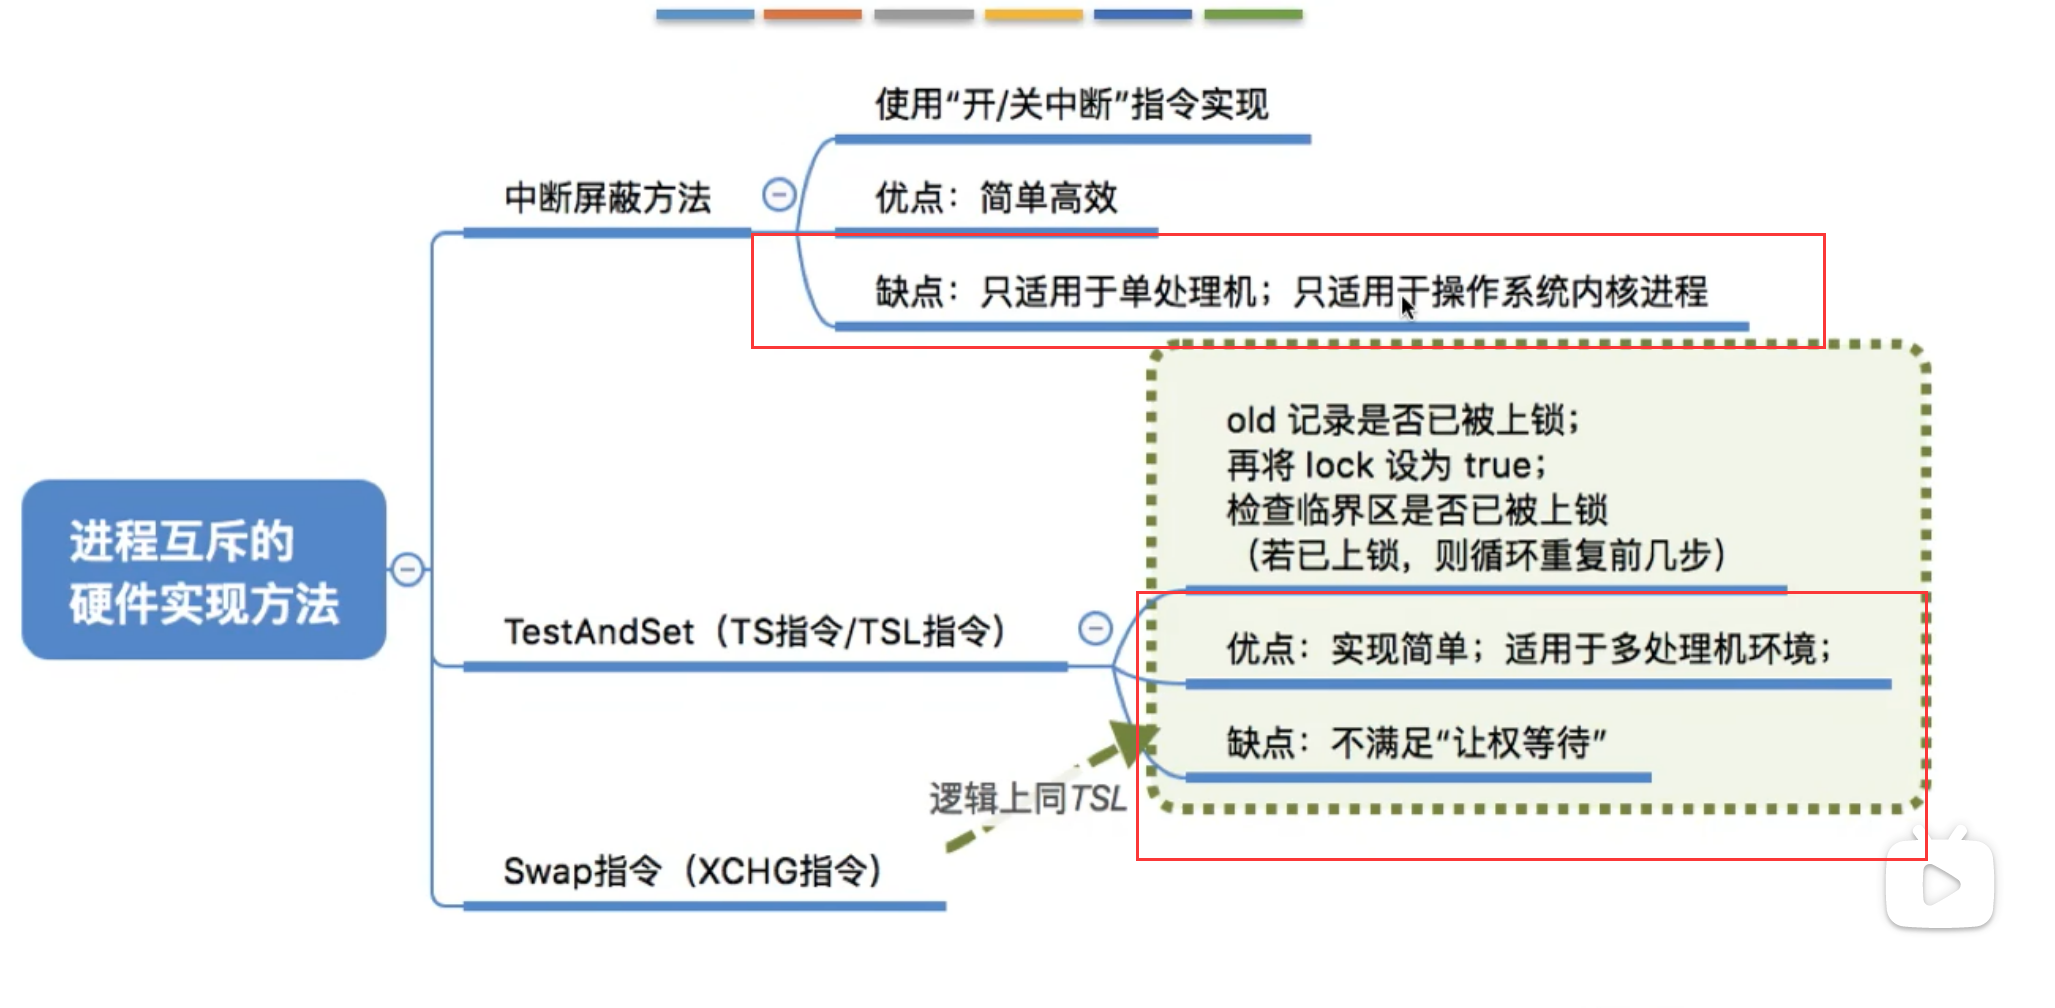 使用“开/关中断”指令实现
中断屏蔽方法
优点：简单高效
缺点：只适用于单处理机；只适用于操作系统内核进程
进程互斥的
硬件实现方法
old 记录是否已被上锁；
再将 lock 设为 true；
检查临界区是否已被上锁
（若已上锁，则循环重复前几步）
TestAndSet（TS指令/TSL指令）
优点：实现简单；适用于多处理机环境；
缺点：不满足“让权等待”
逻辑上同TSL
Swap指令（XCHG指令）